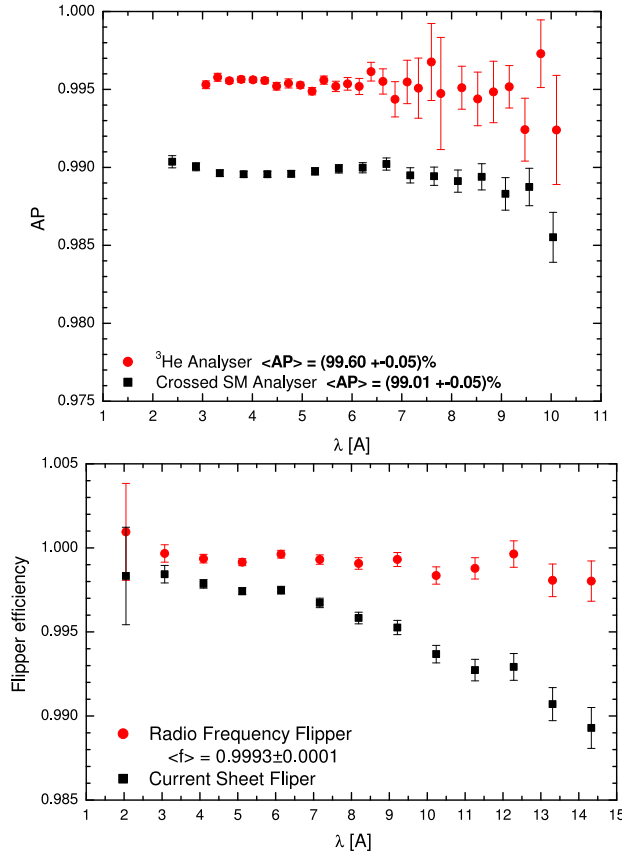 1.000
0.995
0.990
0.985
0.980
0.975
AP
³He Analyser <AP> = (99.60 +-0.05)%
Crossed SM Analyser <AP> = (99.01 +-0.05)%
1 2 3 4 5 6 7 8 9 10 11
λ [A]
1.005
1.000
0.995
0.990
0.985
Flipper efficiency
Radio Frequency Flipper
<f> = 0.9993±0.0001
Current Sheet Fliper
1 2 3 4 5 6 7 8 9 10 11 12 13 14 15
λ [A]